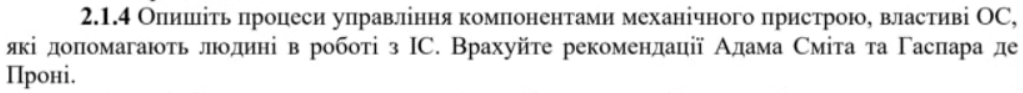 2.1.4 Опишіть процеси управління компонентами механічного пристрою, властиві ОС,
які допомагають людині в роботі з ІС. Врахуйте рекомендації Адама Сміта та Гаспара де
Проні.